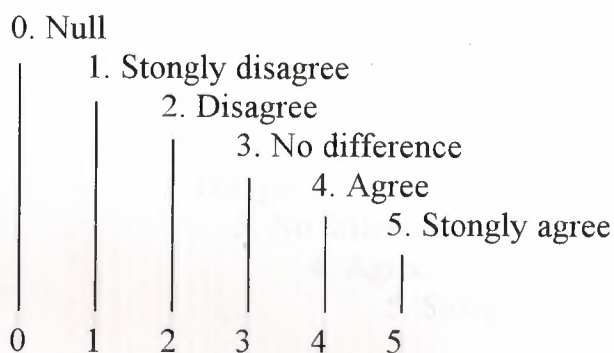 0. Null
1. Stongly disagree
2. Disagree
3. No difference
4. Agree
5. Stongly agree
0 1 2 3 4 5